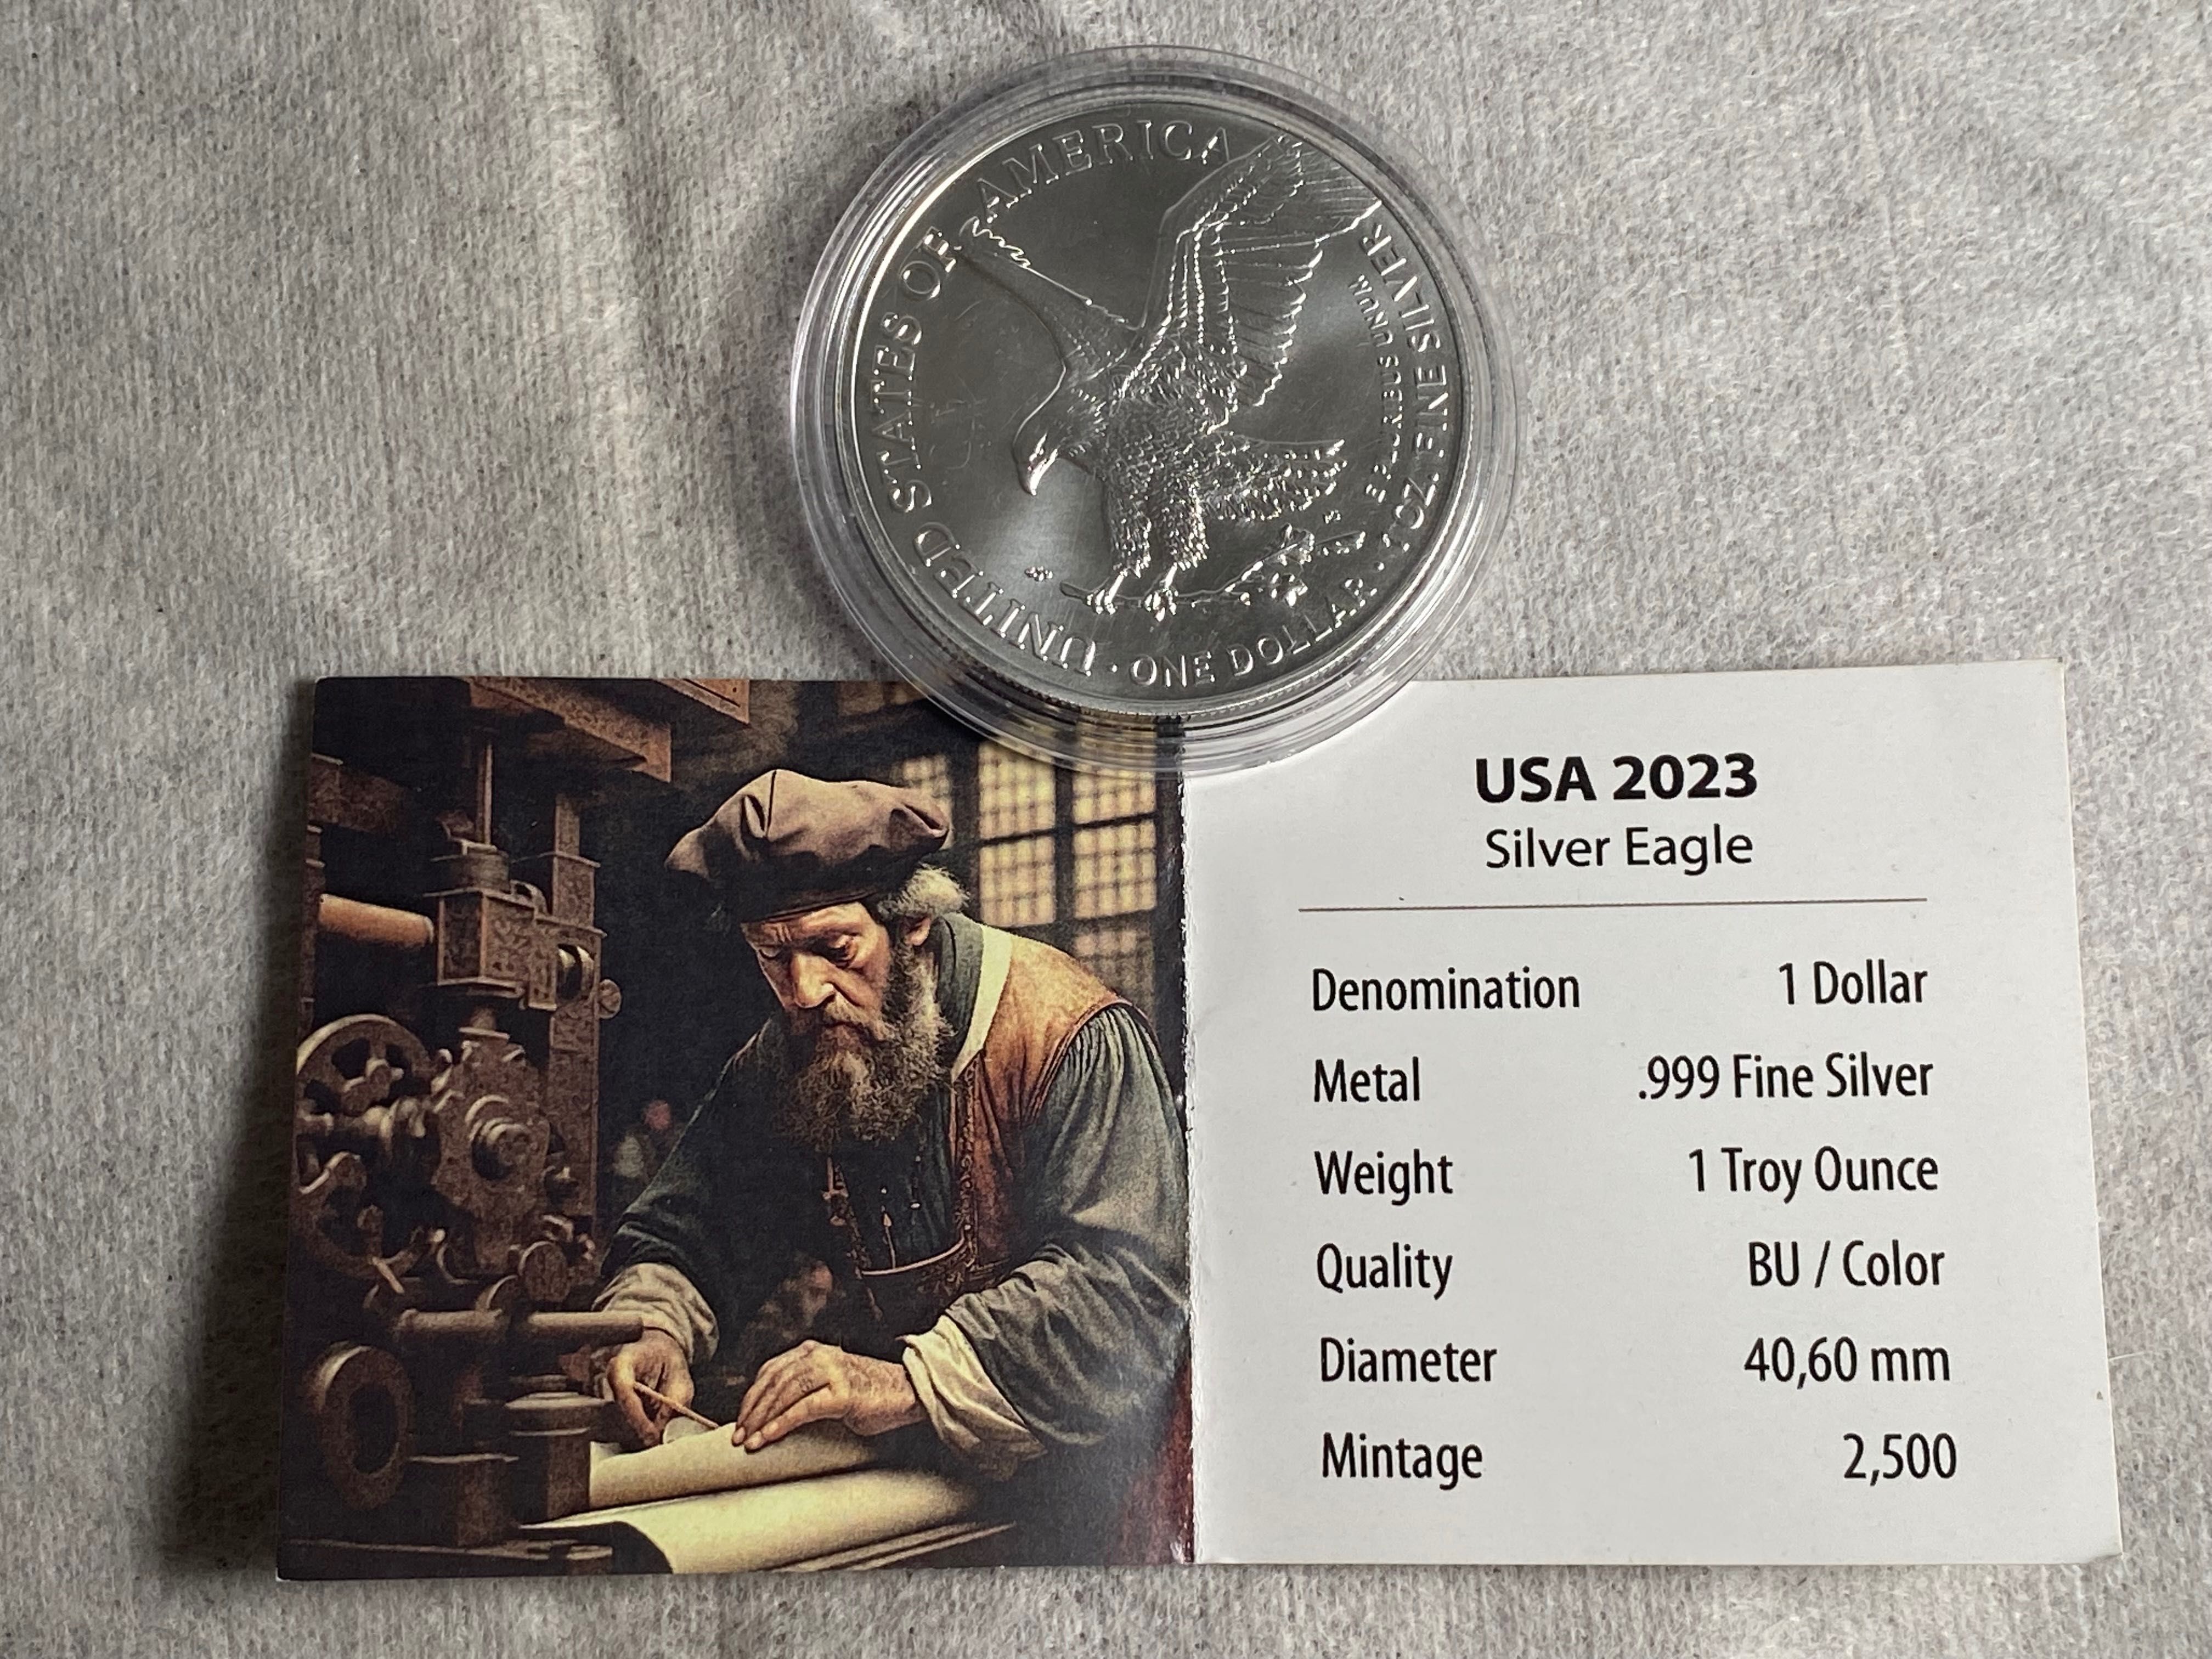 UNITED STATES OF AMERICA
1 OZ. FINE SILVER
E PLURIBUS UNUM
· ONE DOLLAR ·
USA 2023
Silver Eagle
Denomination 1 Dollar
Metal .999 Fine Silver
Weight 1 Troy Ounce
Quality BU / Color
Diameter 40,60 mm
Mintage 2,500